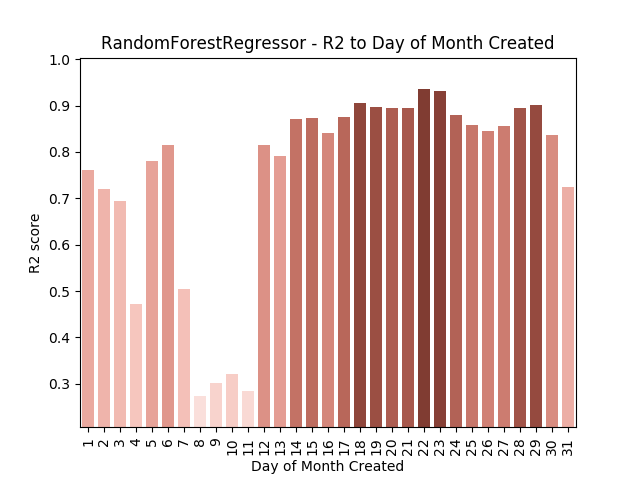 RandomForestRegressor - R2 to Day of Month Created
1.0
0.9
0.8
0.7
0.6
0.5
0.4
0.3
R2 score
1 2 3 4 5 6 7 8 9 10 11 12 13 14 15 16 17 18 19 20 21 22 23 24 25 26 27 28 29 30 31
Day of Month Created